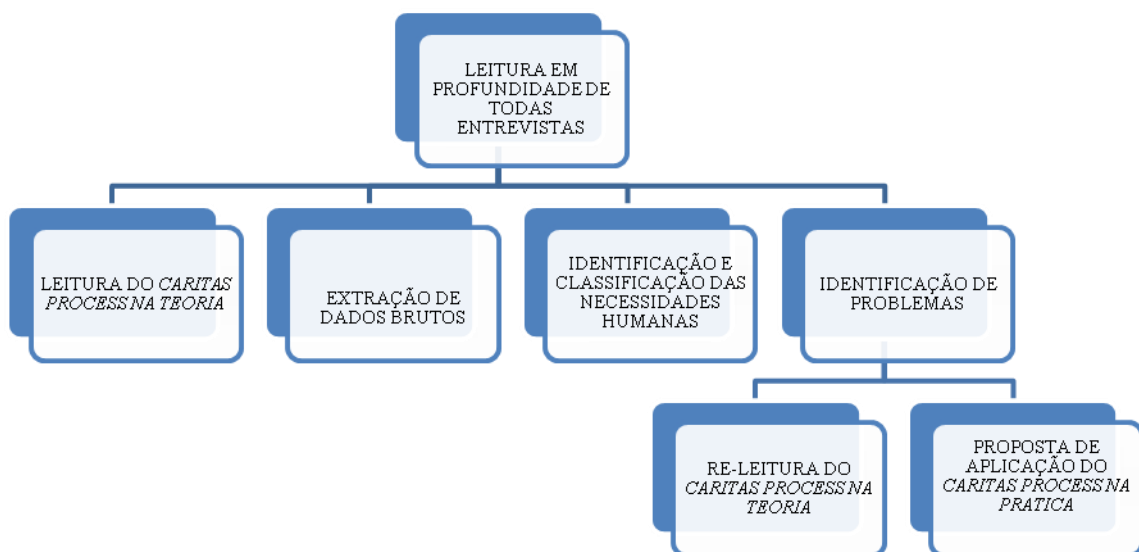 LEITURA EM
PROFUNDIDADE DE
TODAS
ENTREVISTAS
LEITURA DO CARITAS
PROCESS NA TEORIA
EXTRAÇÃO DE
DADOS BRUTOS
IDENTIFICAÇÃO E
CLASSIFICAÇÃO DAS
NECESSIDADES
HUMANAS
IDENTIFICAÇÃO DE
PROBLEMAS
RE-LEITURA DO
CARITAS PROCESS NA
TEORIA
PROPOSTA DE
APLICAÇÃO DO
CARITAS PROCESS NA
PRATICA